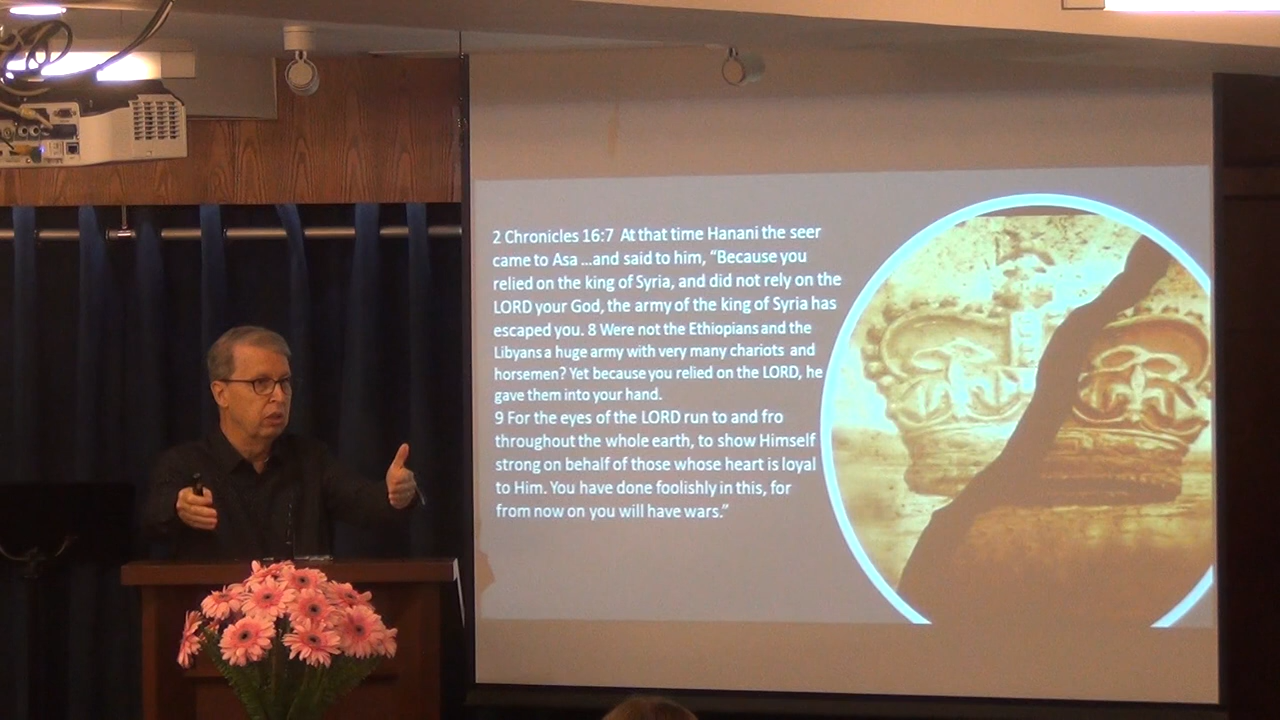 2 Chronicles 16:7  At that time Hanani the seer
came to Asa ...and said to him, “Because you
relied on the king of Syria, and did not rely on the
LORD your God, the army of the king of Syria has
escaped you. 8 Were not the Ethiopians and the
Libyans a huge army with very many chariots and
horsemen? Yet because you relied on the LORD, he
gave them into your hand.
9 For the eyes of the LORD run to and fro
throughout the whole earth, to show Himself
strong on behalf of those whose heart is loyal
to Him. You have done foolishly in this, for
from now on you will have wars.”